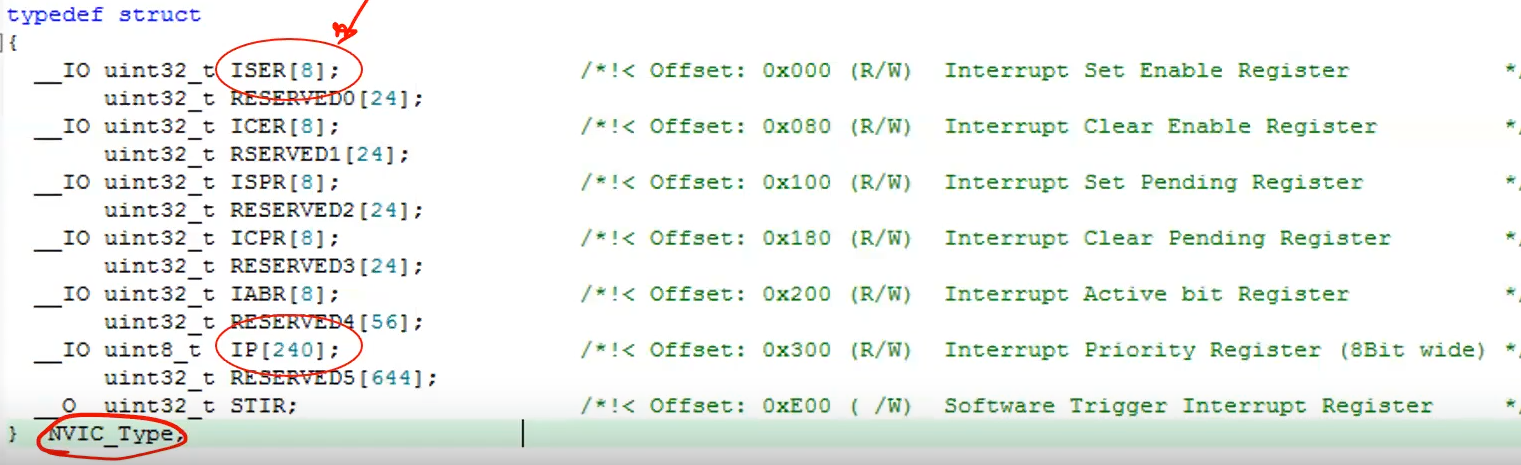 typedef struct
{
__IO uint32_t ISER[8]; /*!< Offset: 0x000 (R/W) Interrupt Set Enable Register *
uint32_t RESERVED0[24];
__IO uint32_t ICER[8]; /*!< Offset: 0x080 (R/W) Interrupt Clear Enable Register *
uint32_t RSERVED1[24];
__IO uint32_t ISPR[8]; /*!< Offset: 0x100 (R/W) Interrupt Set Pending Register *
uint32_t RESERVED2[24];
__IO uint32_t ICPR[8]; /*!< Offset: 0x180 (R/W) Interrupt Clear Pending Register *
uint32_t RESERVED3[24];
__IO uint32_t IABR[8]; /*!< Offset: 0x200 (R/W) Interrupt Active bit Register *
uint32_t RESERVED4[56];
__IO uint8_t IP[240]; /*!< Offset: 0x300 (R/W) Interrupt Priority Register (8Bit wide) *
uint32_t RESERVED5[644];
__O uint32_t STIR; /*!< Offset: 0xE00 ( /W) Software Trigger Interrupt Register *
} NVIC_Type;